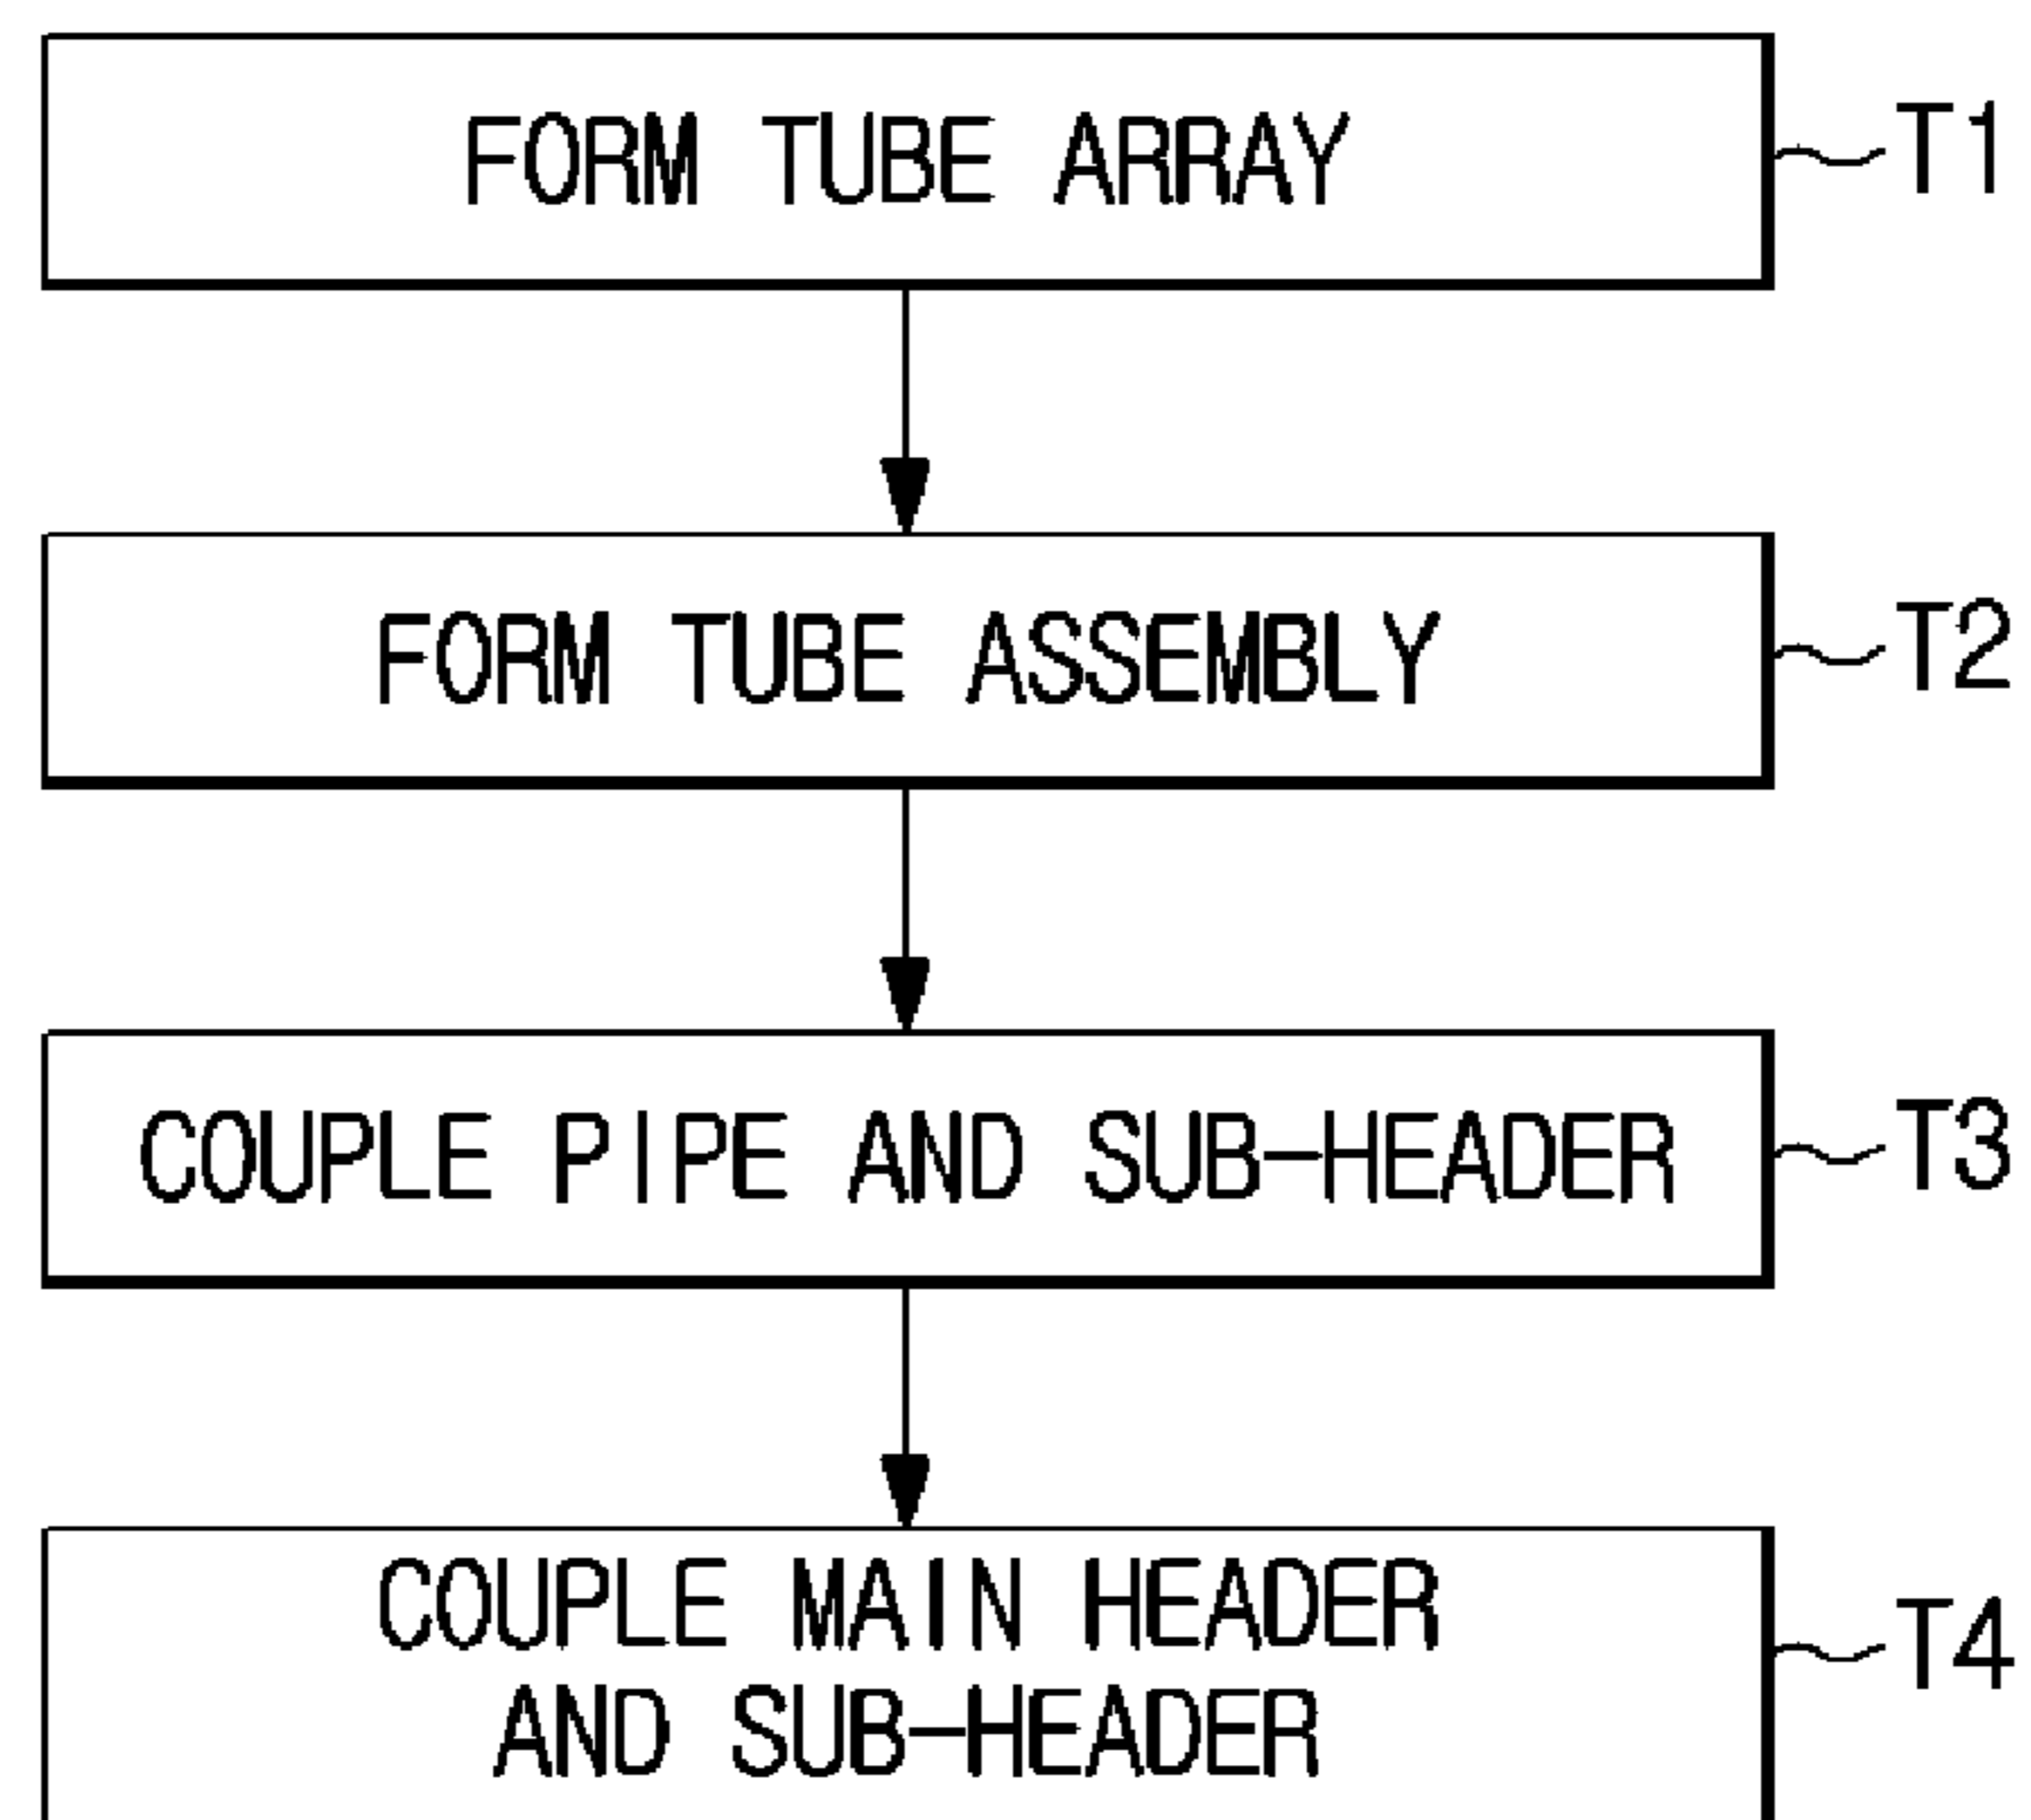 FORM TUBE ARRAY
T1
FORM TUBE ASSEMBLY
T2
COUPLE PIPE AND SUB-HEADER
T3
COUPLE MAIN HEADER
AND SUB-HEADER
T4